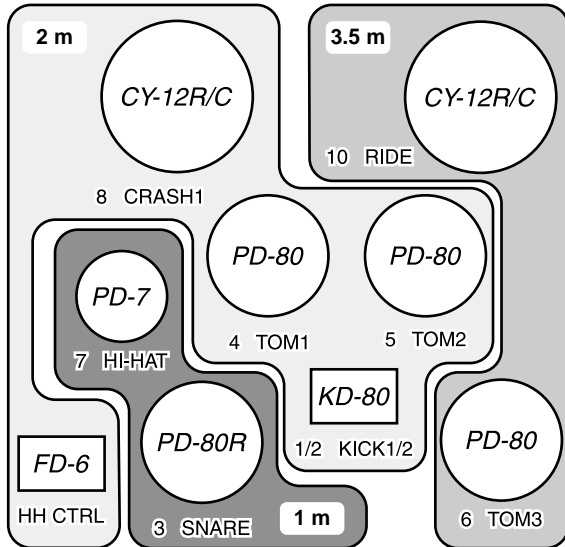 2 m
3.5 m
CY-12R/C
CY-12R/C
10 RIDE
8 CRASH1
PD-80
PD-80
PD-7
4 TOM1
5 TOM2
7 HI-HAT
KD-80
PD-80R
PD-80
1/2 KICK1/2
FD-6
HH CTRL
3 SNARE
1 m
6 TOM3